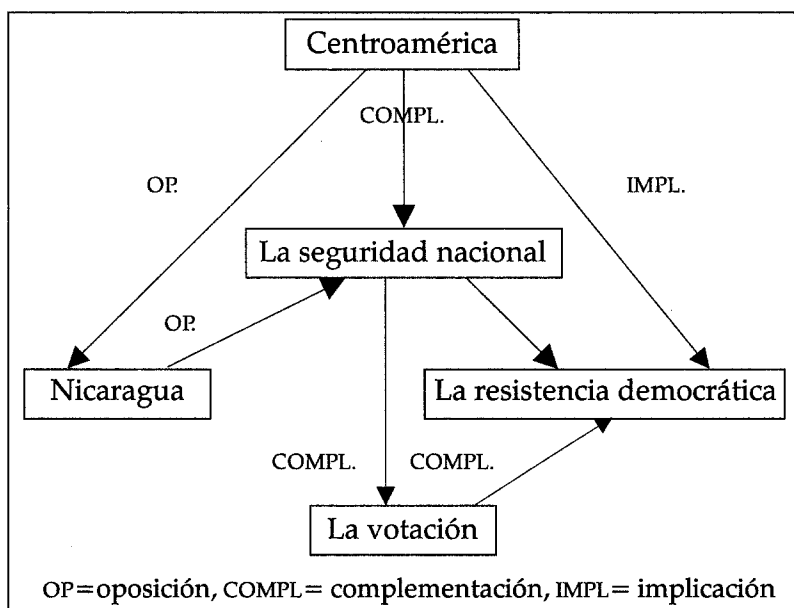 Centroamérica
COMPL.
OP.
IMPL.
La seguridad nacional
OP.
Nicaragua
La resistencia democrática
COMPL.
COMPL.
La votación
OP=oposición, COMPL= complementación, IMPL= implicación